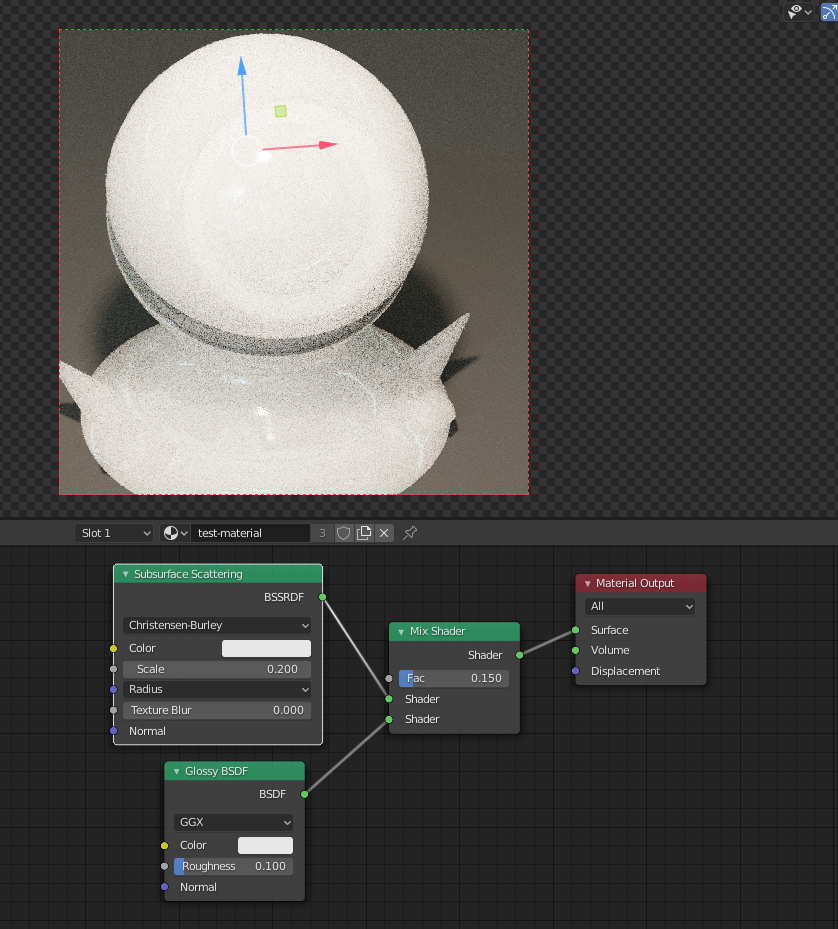 Slot 1
test-material
3
Subsurface Scattering
BSSRDF
Christensen-Burley
Color
Scale 0.200
Radius
Texture Blur 0.000
Normal
Mix Shader
Shader
Fac 0.150
Shader
Shader
Material Output
All
Surface
Volume
Displacement
Glossy BSDF
BSDF
GGX
Color
Roughness 0.100
Normal